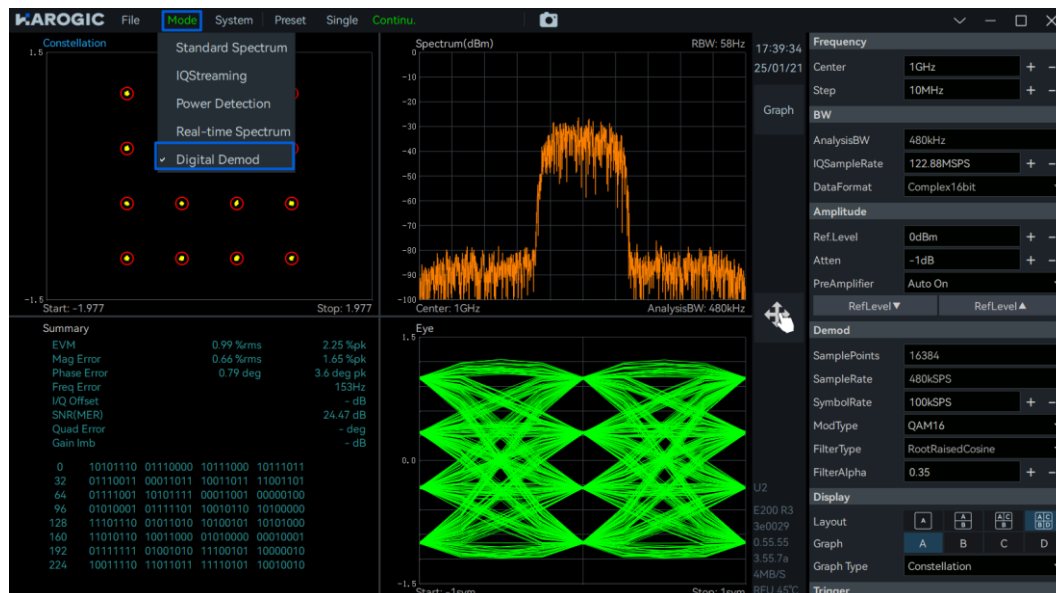 HAROGIC File Mode System Preset Single Continu.
Standard Spectrum
IQStreaming
Power Detection
Real-time Spectrum
Digital Demod
Constellation
1.5
-1.5
Start: -1.977 Stop: 1.977
Spectrum(dBm) RBW: 58Hz
0
-10
-20
-30
-40
-50
-60
-70
-80
-90
-100
Center: 1GHz AnalysisBW: 480kHz
Summary
EVM 0.99 %rms 2.25 %pk
Mag Error 0.66 %rms 1.65 %pk
Phase Error 0.79 deg 3.6 deg pk
Freq Error 153Hz
I/Q Offset – dB
SNR(MER) 24.47 dB
Quad Error – deg
Gain Imb – dB
0 10101110 01110000 10111000 10111011
32 01110011 00011011 10011011 11001101
64 01111001 10101111 00011001 00000100
96 01010001 01111101 10010110 10100000
128 11101110 01011010 10100101 10101000
160 11010110 10011000 01010000 00010001
192 01111111 01001010 11100101 10000010
224 10011110 11011011 11110101 10010010
Eye
1.5
0.0
-1.5
Start: -1sym Stop: 1sym
17:39:34
25/01/21
Graph
U2
E200 R3
3e0029
0.55.55
3.55.7a
4MB/S
RFU 45°C
Frequency
Center 1GHz + –
Step 10MHz + –
BW
AnalysisBW 480kHz
IQSampleRate 122.88MSPS + –
DataFormat Complex16bit
Amplitude
Ref.Level 0dBm + –
Atten -1dB + –
PreAmplifier Auto On
RefLevel▼ RefLevel▲
Demod
SamplePoints 16384
SampleRate 480kSPS
SymbolRate 100kSPS + –
ModType QAM16
FilterType RootRaisedCosine
FilterAlpha 0.35 + –
Display
Layout A A B A C B A C B D
Graph A B C D
Graph Type Constellation
Trigger